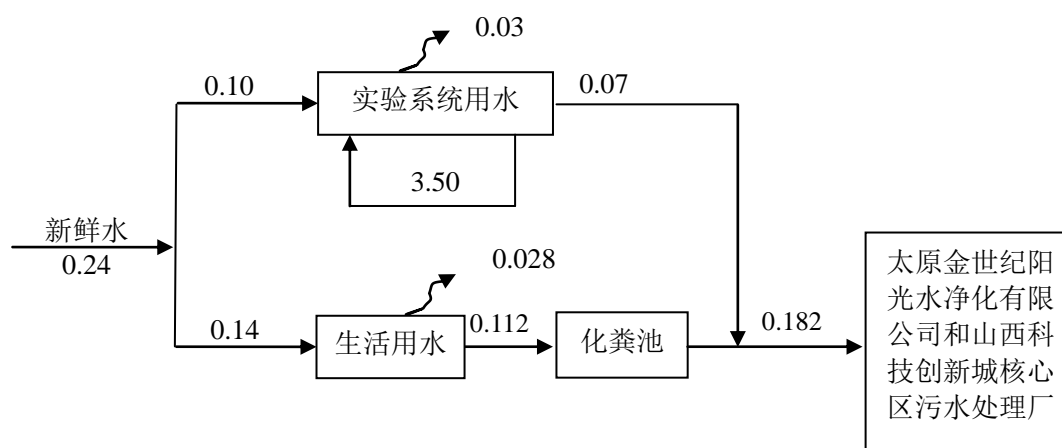 0.03
0.10
实验系统用水
0.07
3.50
新鲜水
0.24
0.028
0.14
生活用水
0.112
化粪池
0.182
太原金世纪阳
光水净化有限
公司和山西科
技创新城核心
区污水处理厂